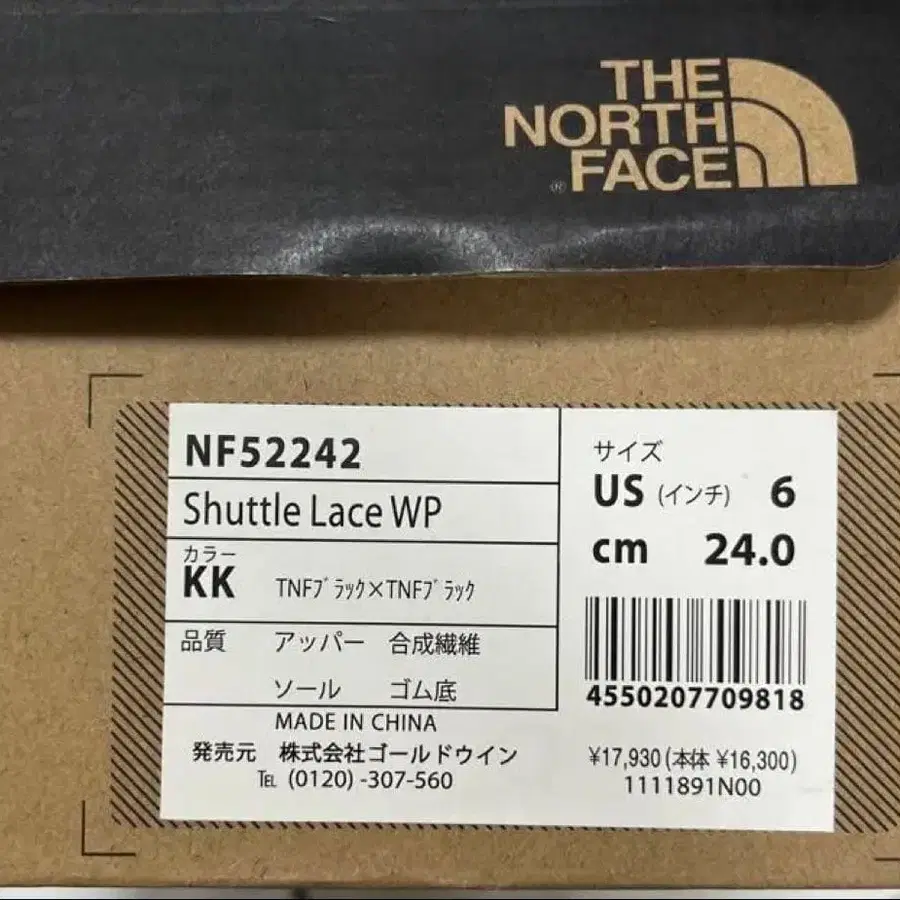 THE
NORTH
FACE
®
NF52242
Shuttle Lace WP
カラー
KK TNFﾌﾞﾗｯｸ×TNFﾌﾞﾗｯｸ
品質 アッパー 合成繊維
ソール ゴム底
MADE IN CHINA
発売元 株式会社ゴールドウイン
℡ (0120) -307-560
サイズ
US (インチ) 6
cm 24.0
4550207709818
¥17,930 (本体 ¥16,300)
1111891N00